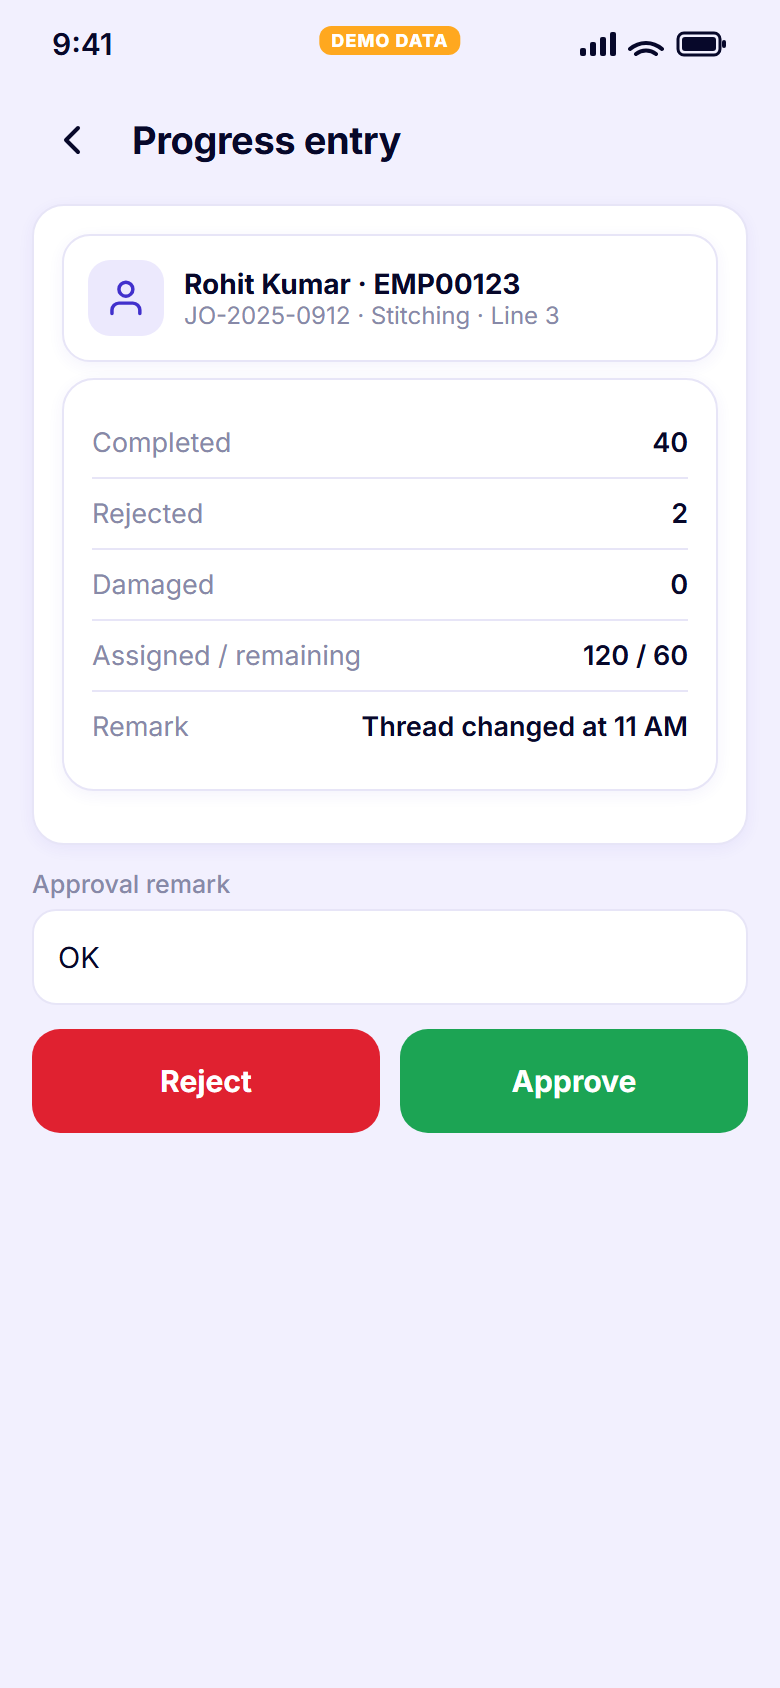 9:41
DEMO DATA
Progress entry
Rohit Kumar · EMP00123
JO-2025-0912 · Stitching · Line 3
Completed 40
Rejected 2
Damaged 0
Assigned / remaining 120 / 60
Remark Thread changed at 11 AM
Approval remark
OK
Reject Approve